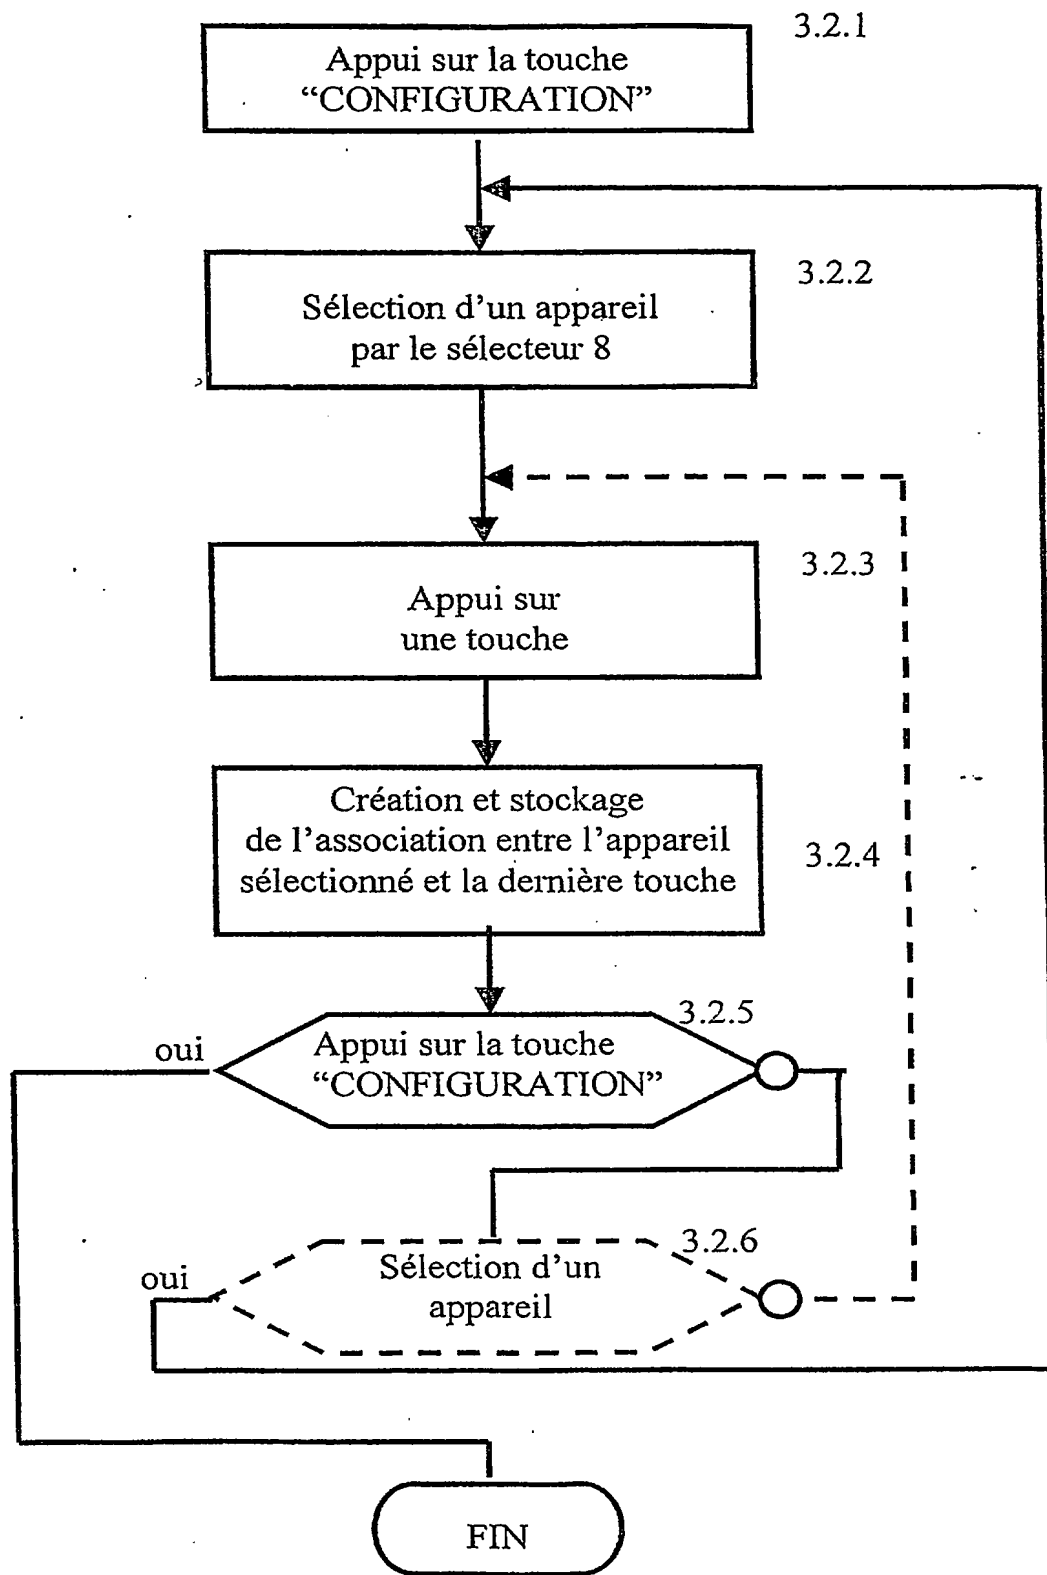 3.2.1
Appui sur la touche
“CONFIGURATION”
3.2.2
Sélection d’un appareil
par le sélecteur 8
3.2.3
Appui sur
une touche
Création et stockage
de l’association entre l’appareil
sélectionné et la dernière touche
3.2.4
3.2.5
oui
Appui sur la touche
“CONFIGURATION”
3.2.6
oui
Sélection d’un
appareil
FIN